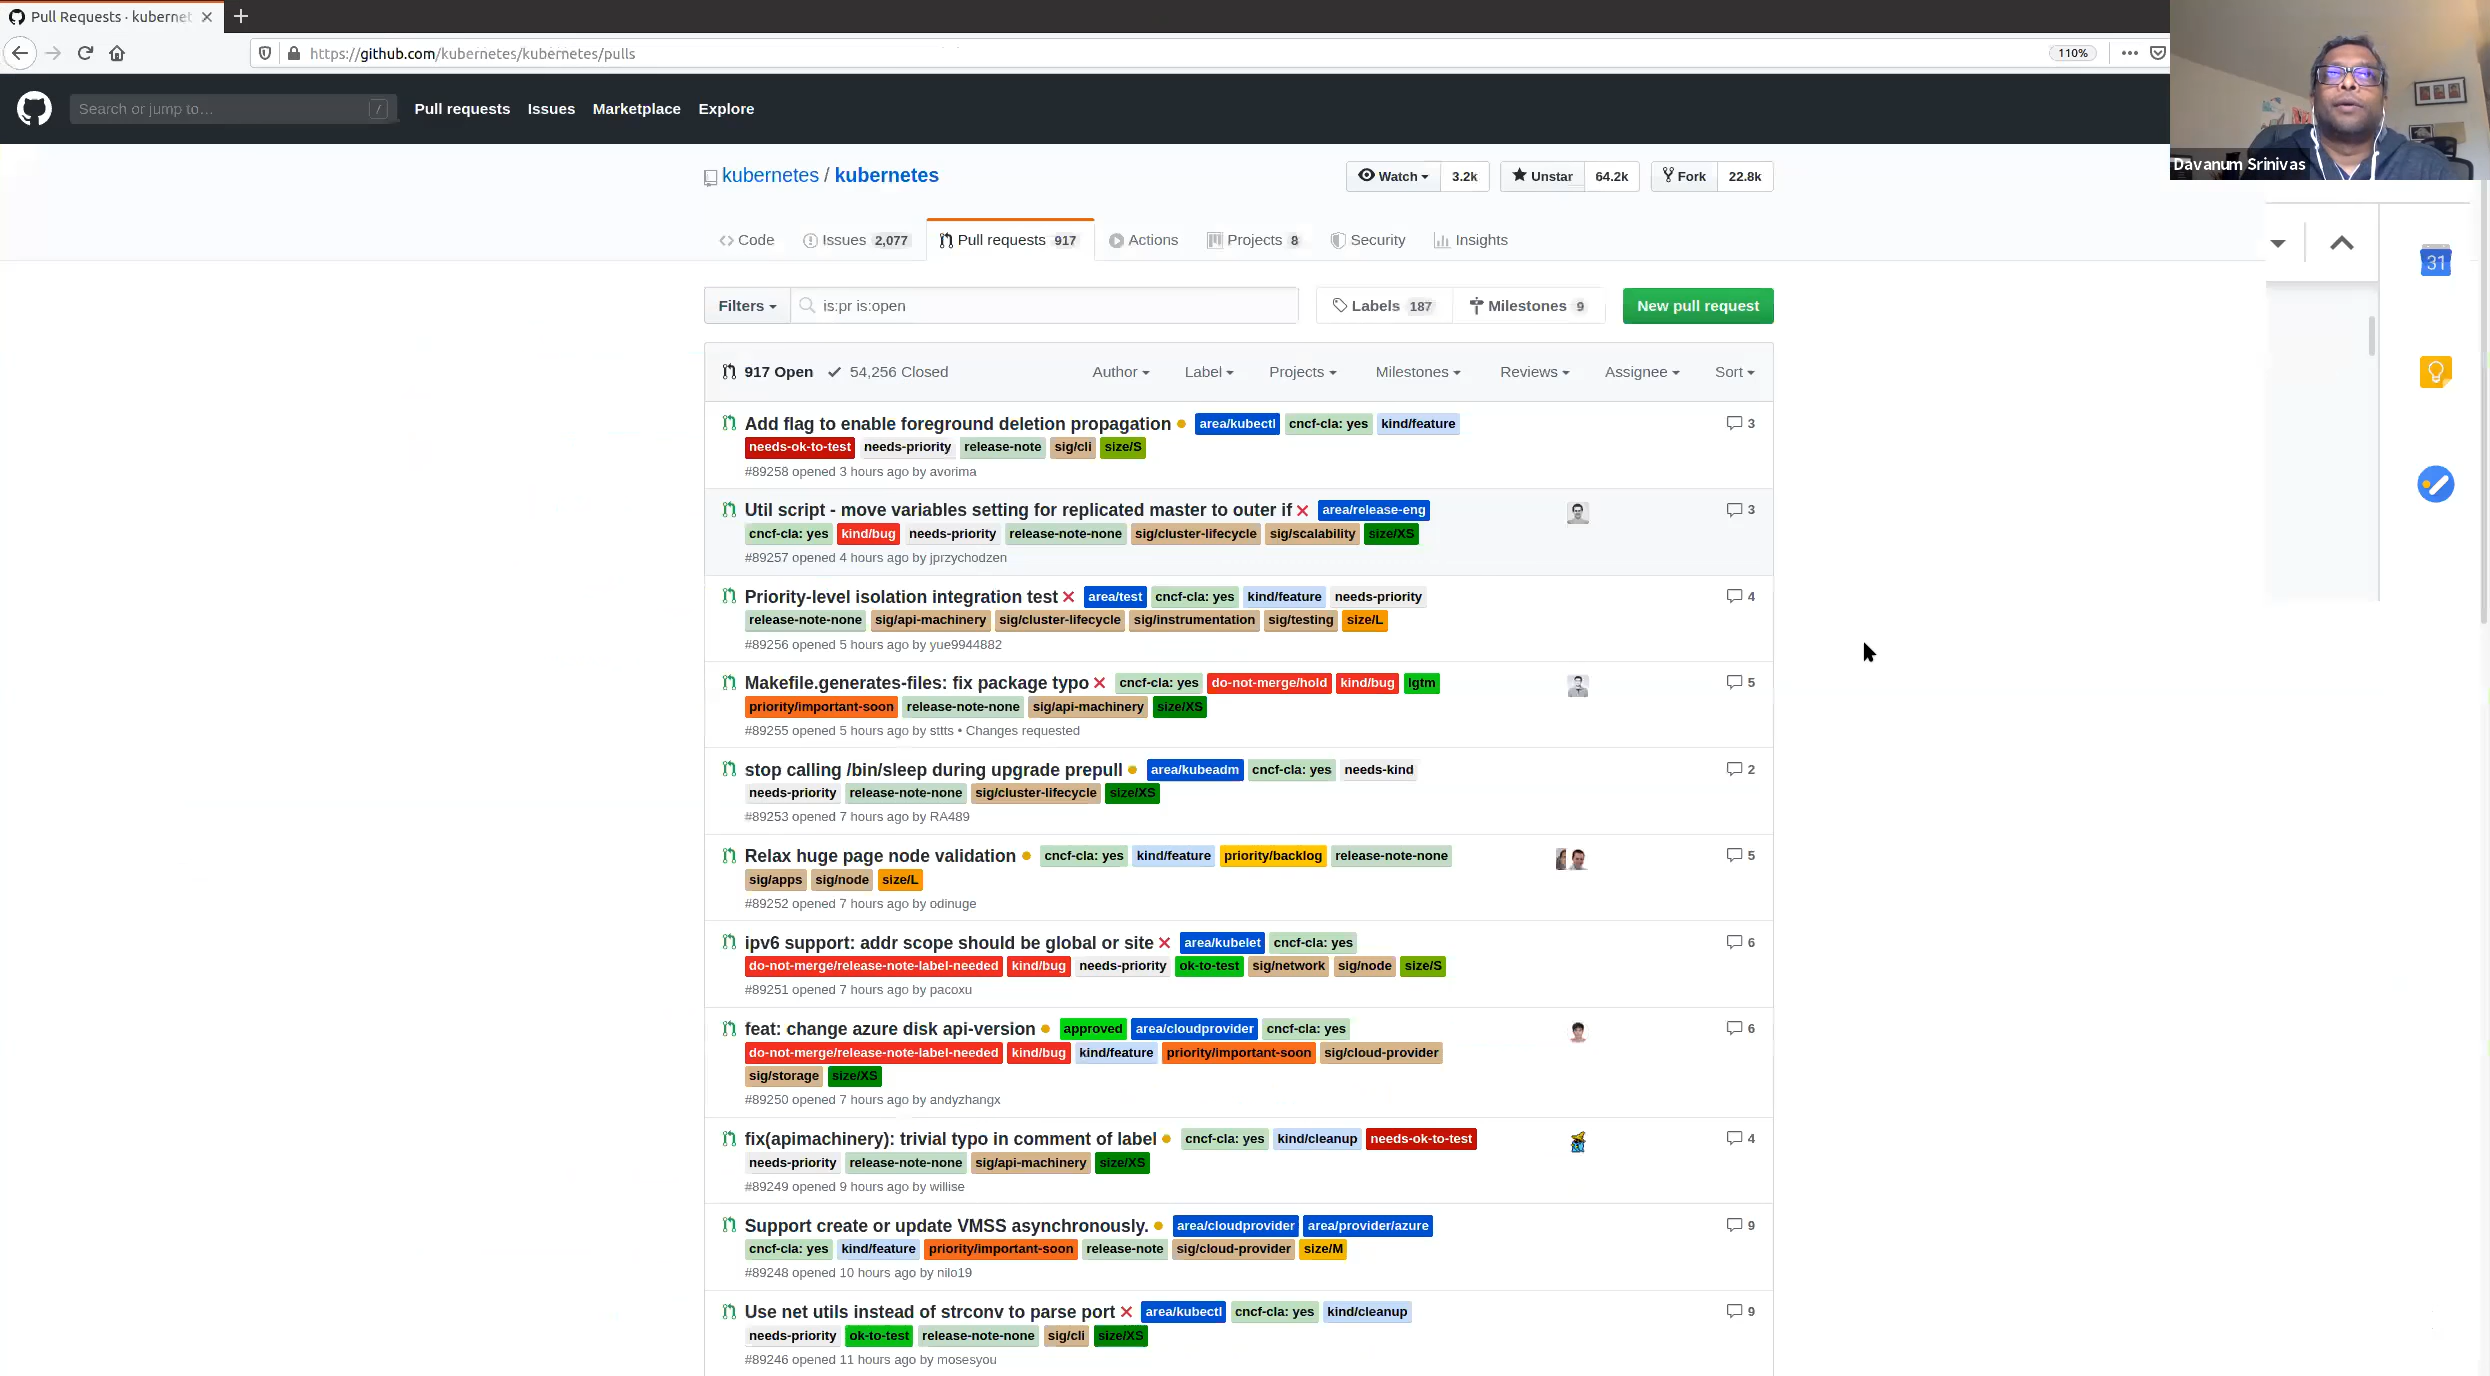 Pull Requests · kubernet
https://github.com/kubernetes/kubernetes/pulls
110%
Search or jump to…
/
Pull requests Issues Marketplace Explore
Davanum Srinivas
kubernetes / kubernetes
Watch 3.2k Unstar 64.2k Fork 22.8k
Code Issues 2,077 Pull requests 917 Actions Projects 8 Security Insights
31
Filters is:pr is:open Labels 187 Milestones 9 New pull request
917 Open 54,256 Closed Author Label Projects Milestones Reviews Assignee Sort
Add flag to enable foreground deletion propagation area/kubectl cncf-cla: yes kind/feature 3
needs-ok-to-test needs-priority release-note sig/cli size/S
#89258 opened 3 hours ago by avorima
Util script - move variables setting for replicated master to outer if area/release-eng 3
cncf-cla: yes kind/bug needs-priority release-note-none sig/cluster-lifecycle sig/scalability size/XS
#89257 opened 4 hours ago by jprzychodzen
Priority-level isolation integration test area/test cncf-cla: yes kind/feature needs-priority 4
release-note-none sig/api-machinery sig/cluster-lifecycle sig/instrumentation sig/testing size/L
#89256 opened 5 hours ago by yue9944882
Makefile.generates-files: fix package typo cncf-cla: yes do-not-merge/hold kind/bug lgtm 5
priority/important-soon release-note-none sig/api-machinery size/XS
#89255 opened 5 hours ago by sttts • Changes requested
stop calling /bin/sleep during upgrade prepull area/kubeadm cncf-cla: yes needs-kind 2
needs-priority release-note-none sig/cluster-lifecycle size/XS
#89253 opened 7 hours ago by RA489
Relax huge page node validation cncf-cla: yes kind/feature priority/backlog release-note-none 5
sig/apps sig/node size/L
#89252 opened 7 hours ago by odinuge
ipv6 support: addr scope should be global or site area/kubelet cncf-cla: yes 6
do-not-merge/release-note-label-needed kind/bug needs-priority ok-to-test sig/network sig/node size/S
#89251 opened 7 hours ago by pacoxu
feat: change azure disk api-version approved area/cloudprovider cncf-cla: yes 6
do-not-merge/release-note-label-needed kind/bug kind/feature priority/important-soon sig/cloud-provider
sig/storage size/XS
#89250 opened 7 hours ago by andyzhangx
fix(apimachinery): trivial typo in comment of label cncf-cla: yes kind/cleanup needs-ok-to-test 4
needs-priority release-note-none sig/api-machinery size/XS
#89249 opened 9 hours ago by willise
Support create or update VMSS asynchronously. area/cloudprovider area/provider/azure 9
cncf-cla: yes kind/feature priority/important-soon release-note sig/cloud-provider size/M
#89248 opened 10 hours ago by nilo19
Use net utils instead of strconv to parse port area/kubectl cncf-cla: yes kind/cleanup 9
needs-priority ok-to-test release-note-none sig/cli size/XS
#89246 opened 11 hours ago by mosesyou